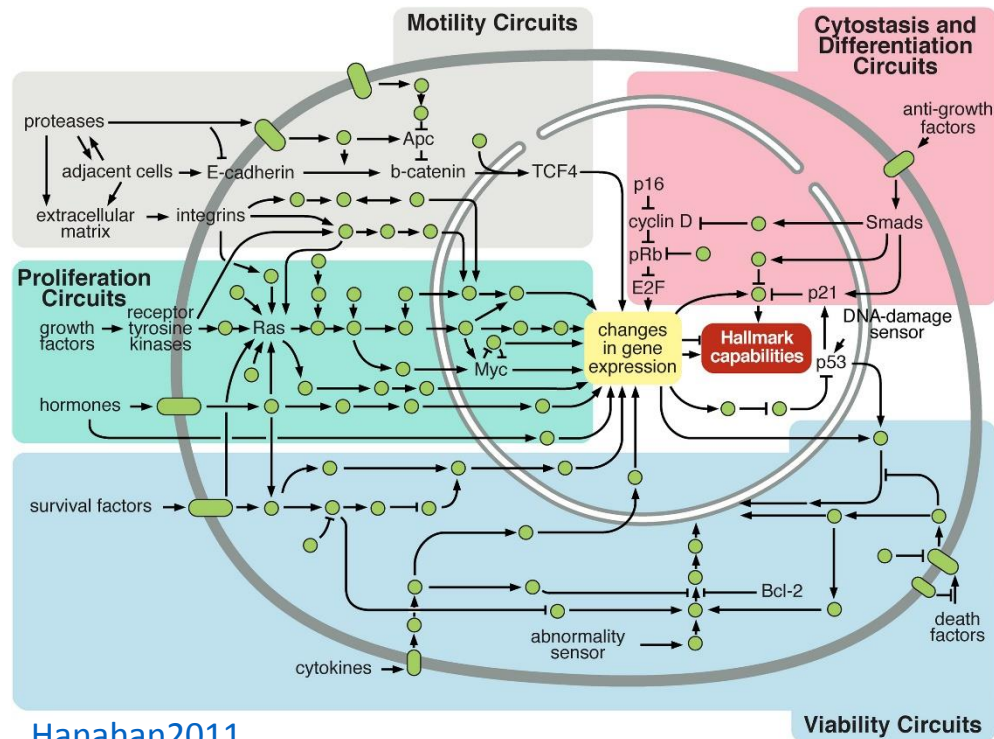 Motility Circuits
Cytostasis and
Differentiation
Circuits
proteases
adjacent cells
E-cadherin
b-catenin
TCF4
Apc
extracellular
matrix
integrins
anti-growth
factors
p16
cyclin D
pRb
E2F
Smads
p21
DNA-damage
sensor
p53
Proliferation
Circuits
growth
factors
receptor
tyrosine
kinases
Ras
Myc
hormones
changes
in gene
expression
Hallmark
capabilities
survival factors
Bcl-2
abnormality
sensor
cytokines
death
factors
Viability Circuits
Hanahan2011